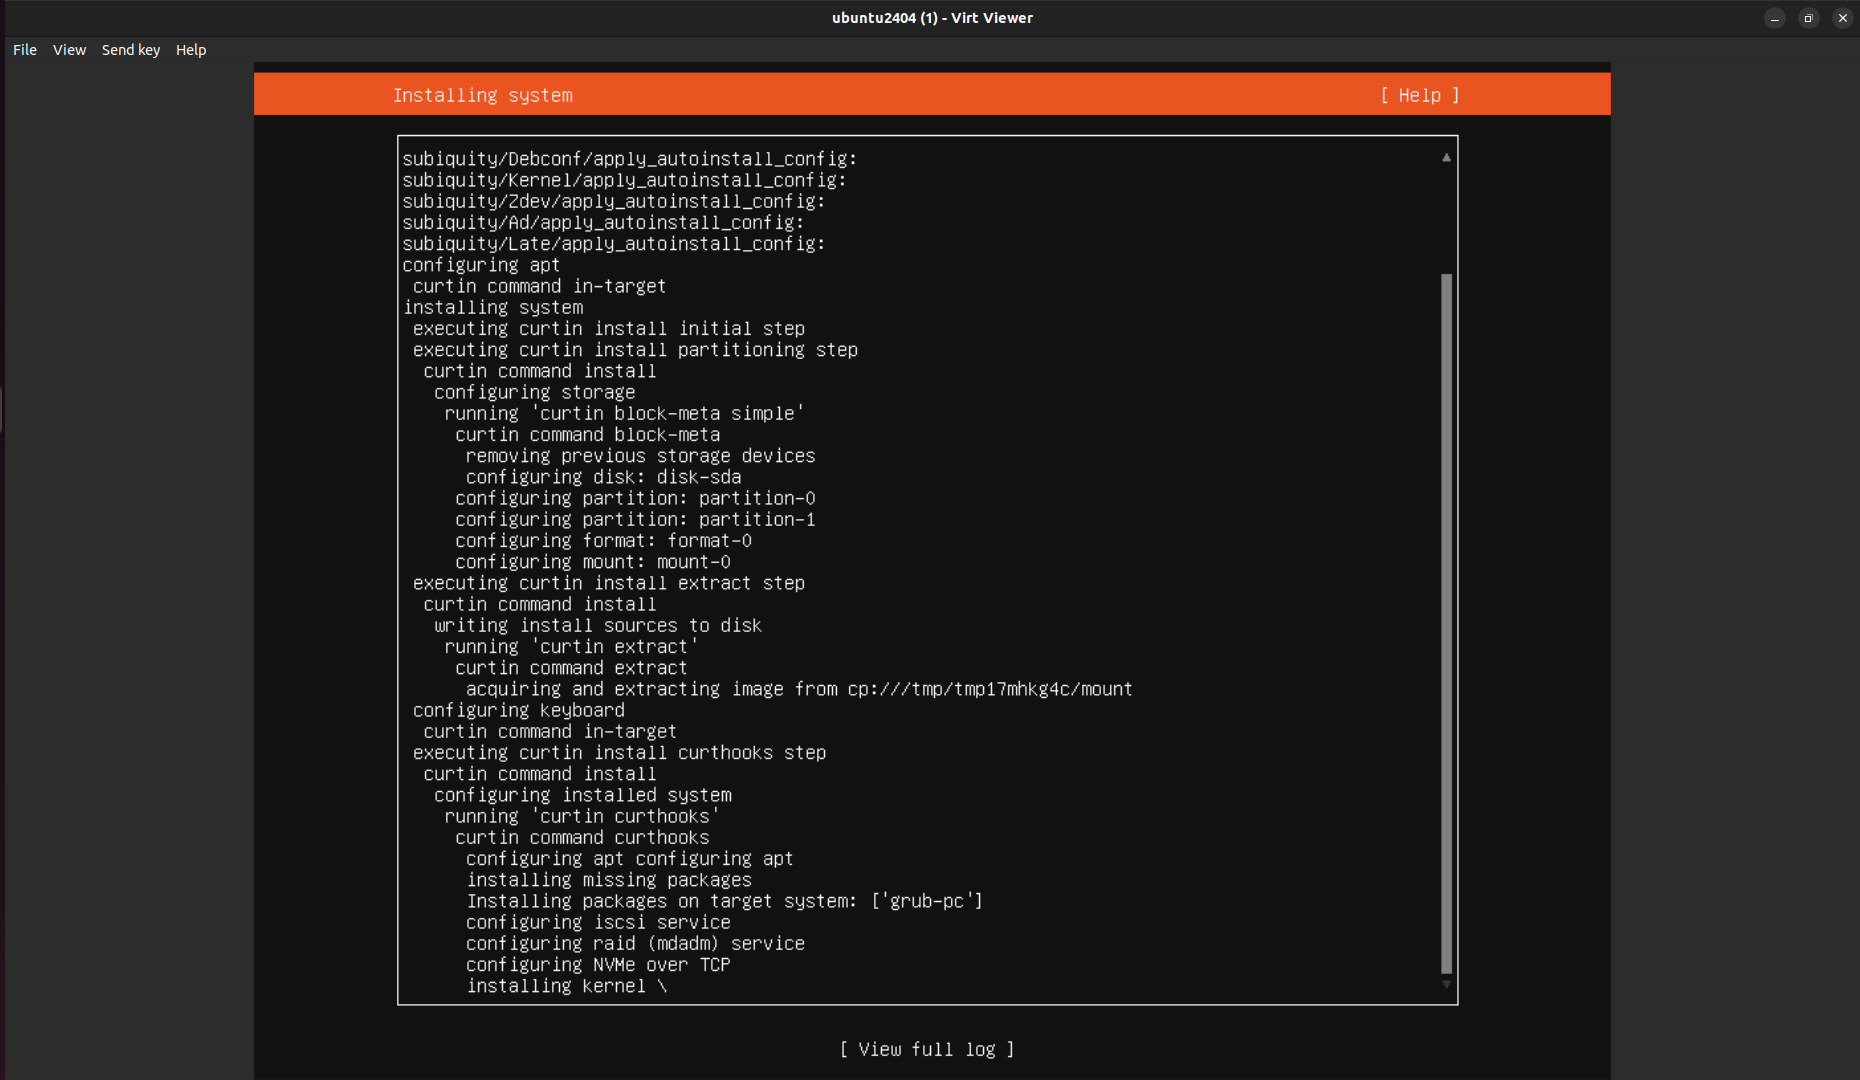 ubuntu2404 (1) - Virt Viewer
File View Send key Help
Installing system [ Help ]
subiquity/Debconf/apply_autoinstall_config:
subiquity/Kernel/apply_autoinstall_config:
subiquity/Zdev/apply_autoinstall_config:
subiquity/Ad/apply_autoinstall_config:
subiquity/Late/apply_autoinstall_config:
configuring apt
curtin command in-target
installing system
executing curtin install initial step
executing curtin install partitioning step
curtin command install
configuring storage
running 'curtin block-meta simple'
curtin command block-meta
removing previous storage devices
configuring disk: disk-sda
configuring partition: partition-0
configuring partition: partition-1
configuring format: format-0
configuring mount: mount-0
executing curtin install extract step
curtin command install
writing install sources to disk
running 'curtin extract'
curtin command extract
acquiring and extracting image from cp:///tmp/tmp17mhkg4c/mount
configuring keyboard
curtin command in-target
executing curtin install curthooks step
curtin command install
configuring installed system
running 'curtin curthooks'
curtin command curthooks
configuring apt configuring apt
installing missing packages
Installing packages on target system: ['grub-pc']
configuring iscsi service
configuring raid (mdadm) service
configuring NVMe over TCP
installing kernel \
[ View full log ]